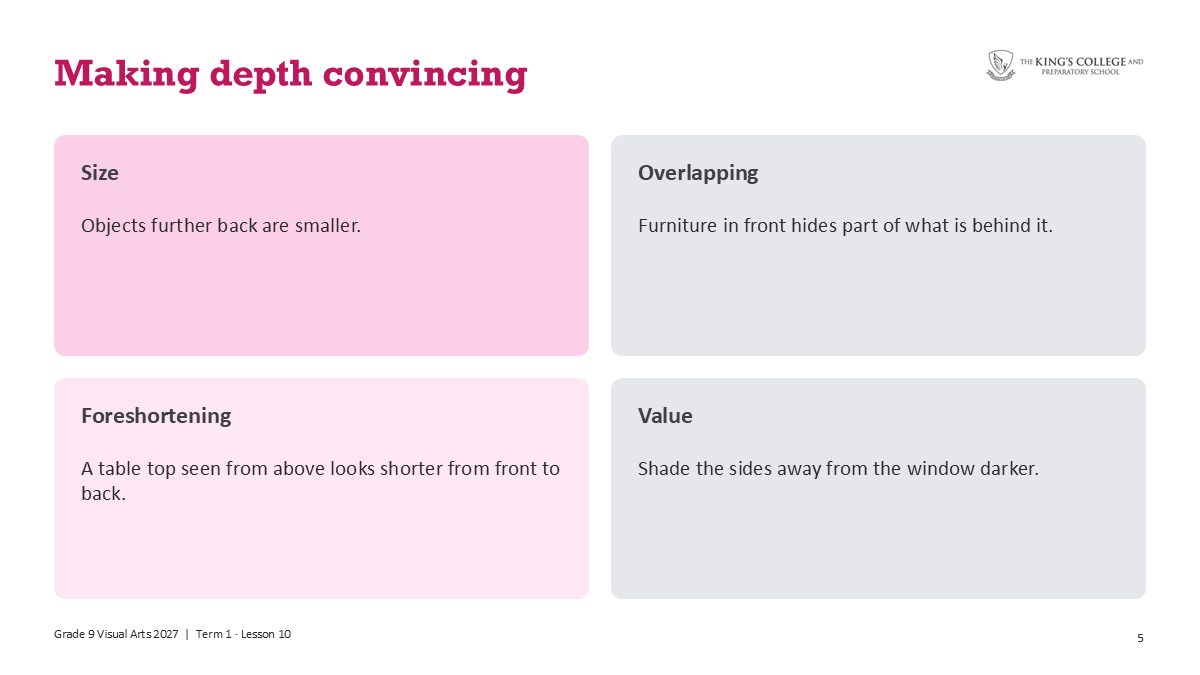 Making depth convincing
THE KING'S COLLEGE AND
PREPARATORY SCHOOL
Size
Objects further back are smaller.
Overlapping
Furniture in front hides part of what is behind it.
Foreshortening
A table top seen from above looks shorter from front to
back.
Value
Shade the sides away from the window darker.
Grade 9 Visual Arts 2027 | Term 1 · Lesson 10
5